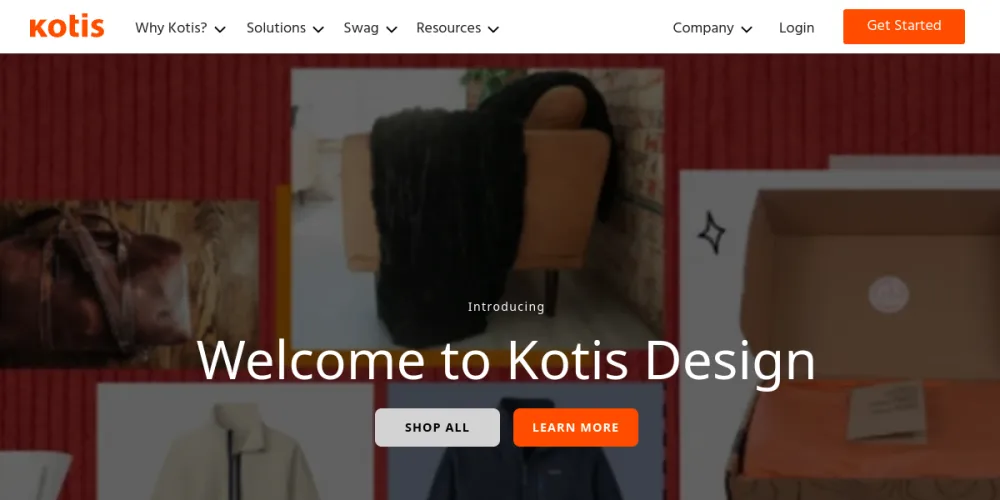 kotis
Why Kotis? Solutions Swag Resources Company Login Get Started
Introducing
Welcome to Kotis Design
SHOP ALL LEARN MORE